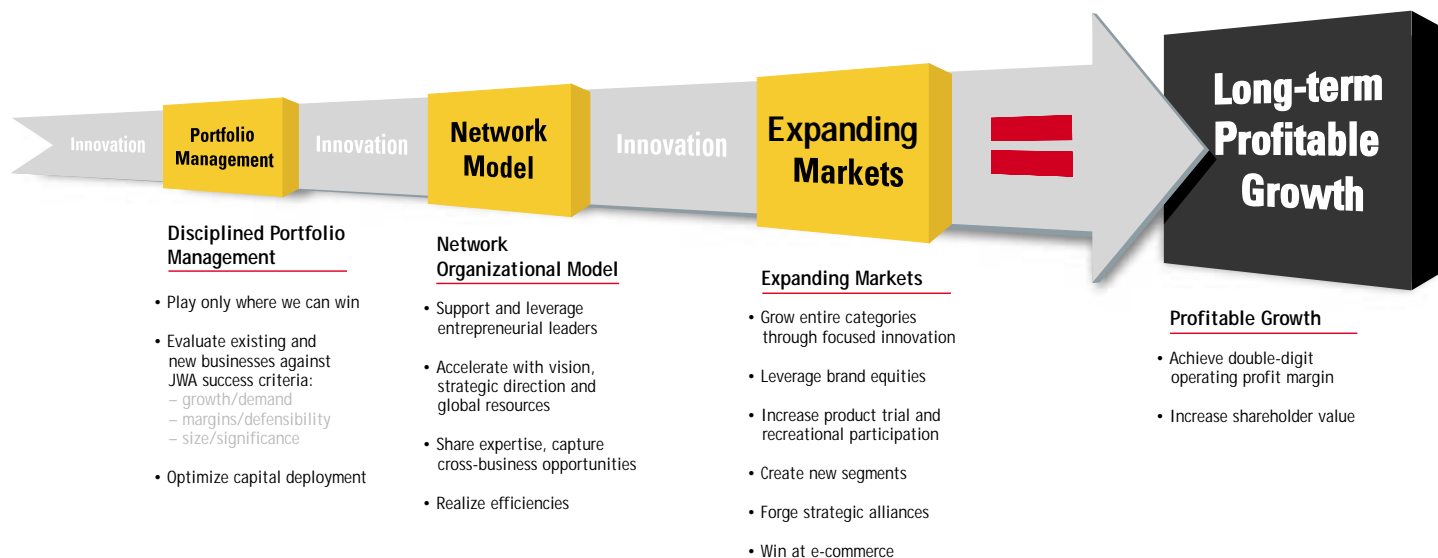 Innovation
Portfolio
Management
Innovation
Network
Model
Innovation
Expanding
Markets
Long-term
Profitable
Growth
Disciplined Portfolio
Management
• Play only where we can win
• Evaluate existing and
new businesses against
JWA success criteria:
– growth/demand
– margins/defensibility
– size/significance
• Optimize capital deployment
Network
Organizational Model
• Support and leverage
entrepreneurial leaders
• Accelerate with vision,
strategic direction and
global resources
• Share expertise, capture
cross-business opportunities
• Realize efficiencies
Expanding Markets
• Grow entire categories
through focused innovation
• Leverage brand equities
• Increase product trial and
recreational participation
• Create new segments
• Forge strategic alliances
• Win at e-commerce
Profitable Growth
• Achieve double-digit
operating profit margin
• Increase shareholder value